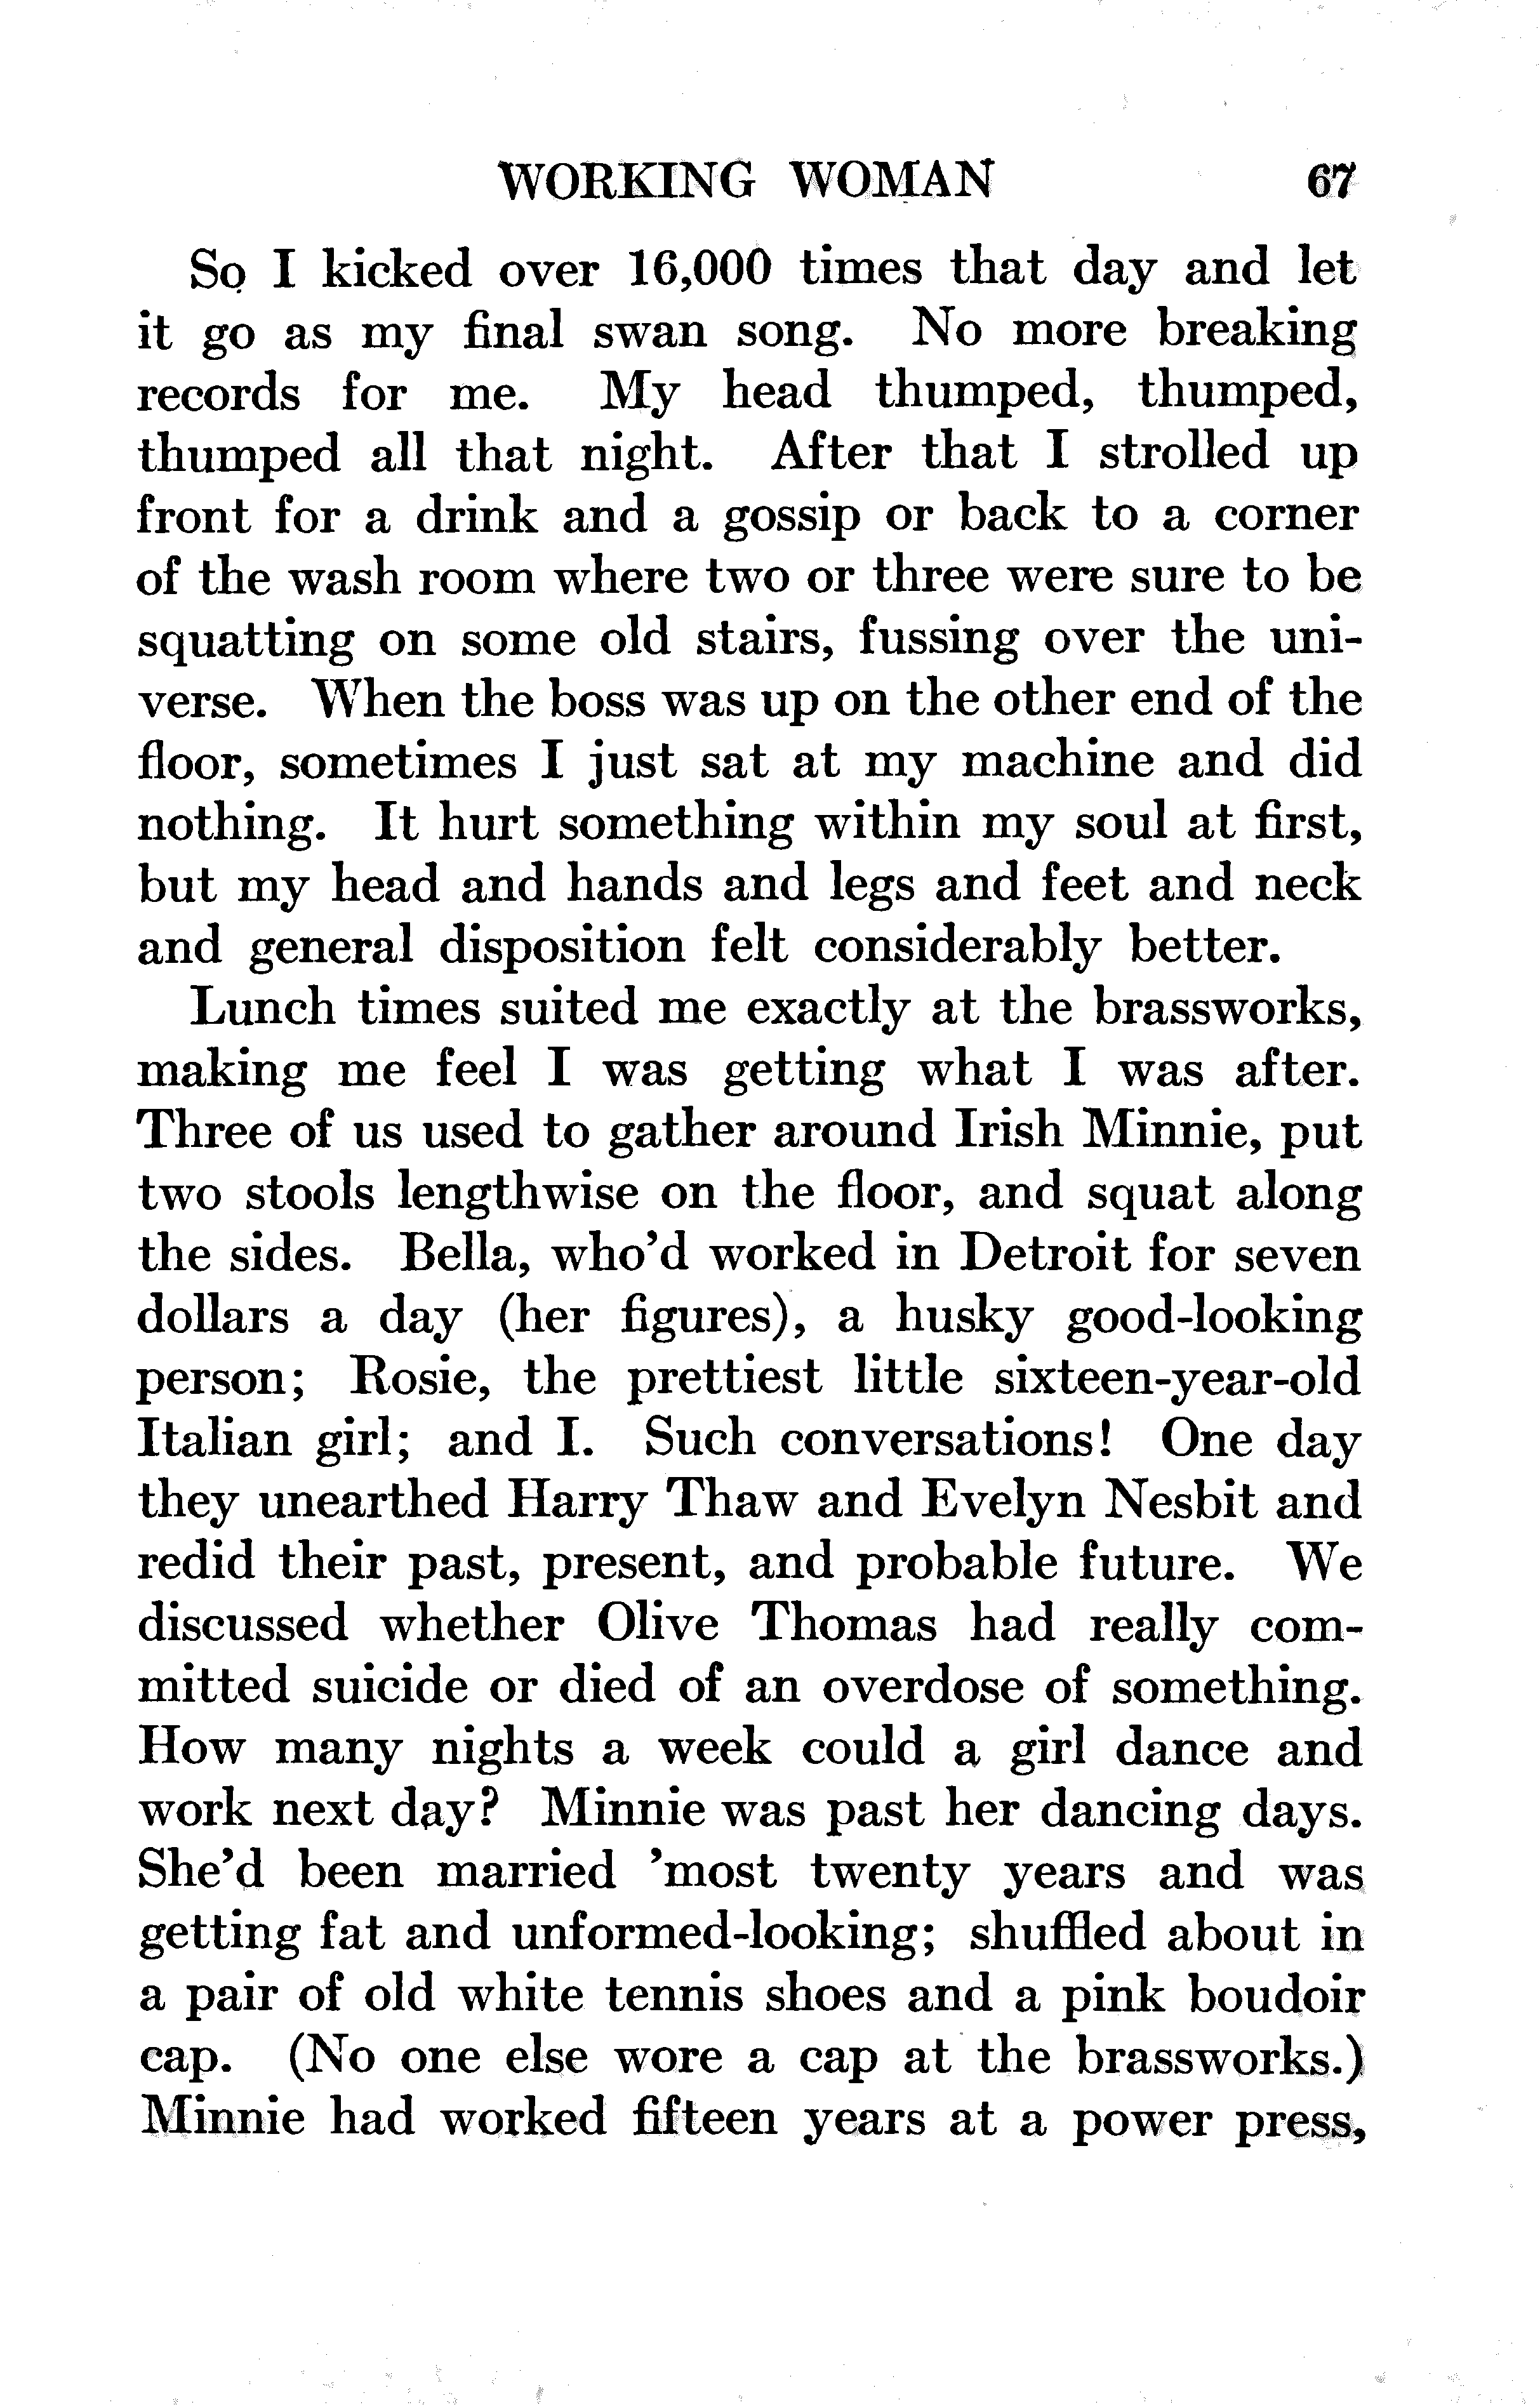 WORKING WOMAN 67
So I kicked over 16,000 times that day and let
it go as my final swan song. No more breaking
records for me. My head thumped, thumped,
thumped all that night. After that I strolled up
front for a drink and a gossip or back to a corner
of the wash room where two or three were sure to be
squatting on some old stairs, fussing over the uni-
verse. When the boss was up on the other end of the
floor, sometimes I just sat at my machine and did
nothing. It hurt something within my soul at first,
but my head and hands and legs and feet and neck
and general disposition felt considerably better.
Lunch times suited me exactly at the brassworks,
making me feel I was getting what I was after.
Three of us used to gather around Irish Minnie, put
two stools lengthwise on the floor, and squat along
the sides. Bella, who'd worked in Detroit for seven
dollars a day (her figures), a husky good-looking
person; Rosie, the prettiest little sixteen-year-old
Italian girl; and I. Such conversations! One day
they unearthed Harry Thaw and Evelyn Nesbit and
redid their past, present, and probable future. We
discussed whether Olive Thomas had really com-
mitted suicide or died of an overdose of something.
How many nights a week could a girl dance and
work next day? Minnie was past her dancing days.
She'd been married 'most twenty years and was
getting fat and unformed-looking; shuffled about in
a pair of old white tennis shoes and a pink boudoir
cap. (No one else wore a cap at the brassworks.)
Minnie had worked fifteen years at a power press,